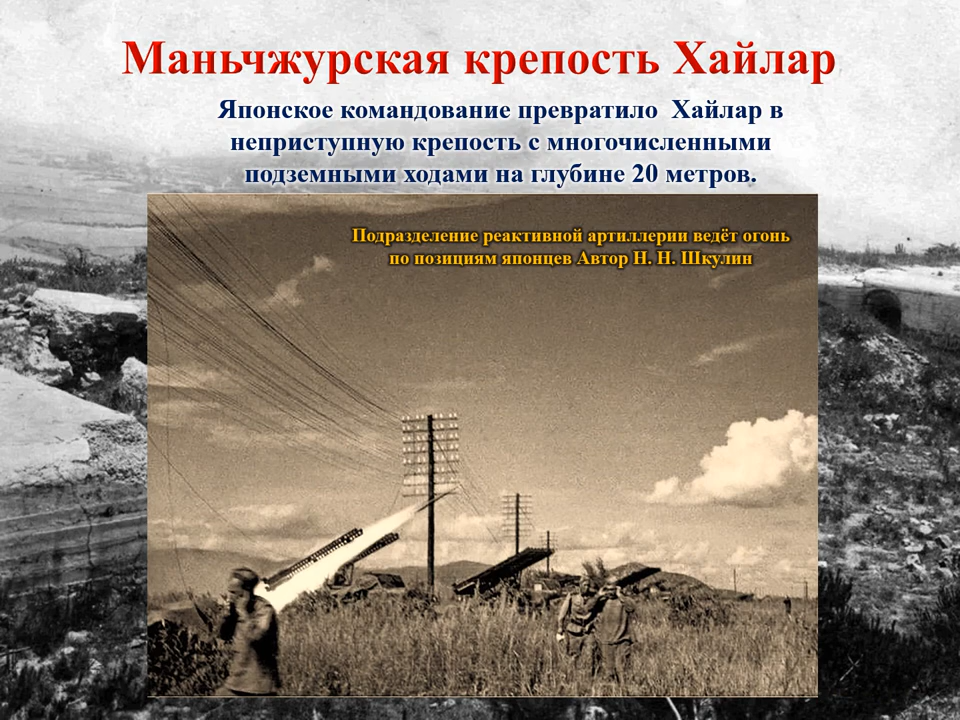 Маньчжурская крепость Хайлар
Японское командование превратило Хайлар в
неприступную крепость с многочисленными
подземными ходами на глубине 20 метров.
Подразделение реактивной артиллерии ведёт огонь
по позициям японцев Автор Н. Н. Шкулин